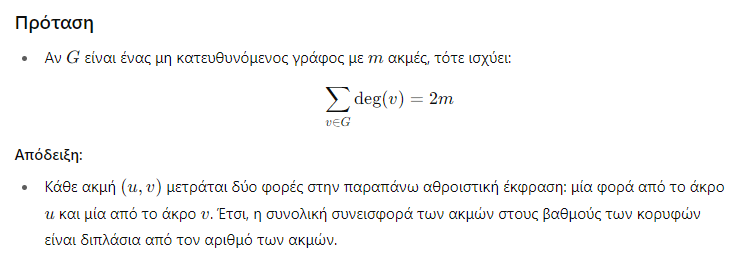 Πρόταση
• Αν G είναι ένας μη κατευθυνόμενος γράφος με m ακμές, τότε ισχύει:
∑ deg(v) = 2m
v∈G
Απόδειξη:
• Κάθε ακμή (u, v) μετράται δύο φορές στην παραπάνω αθροιστική έκφραση: μία φορά από το άκρο
u και μία από το άκρο v. Έτσι, η συνολική συνεισφορά των ακμών στους βαθμούς των κορυφών
είναι διπλάσια από τον αριθμό των ακμών.